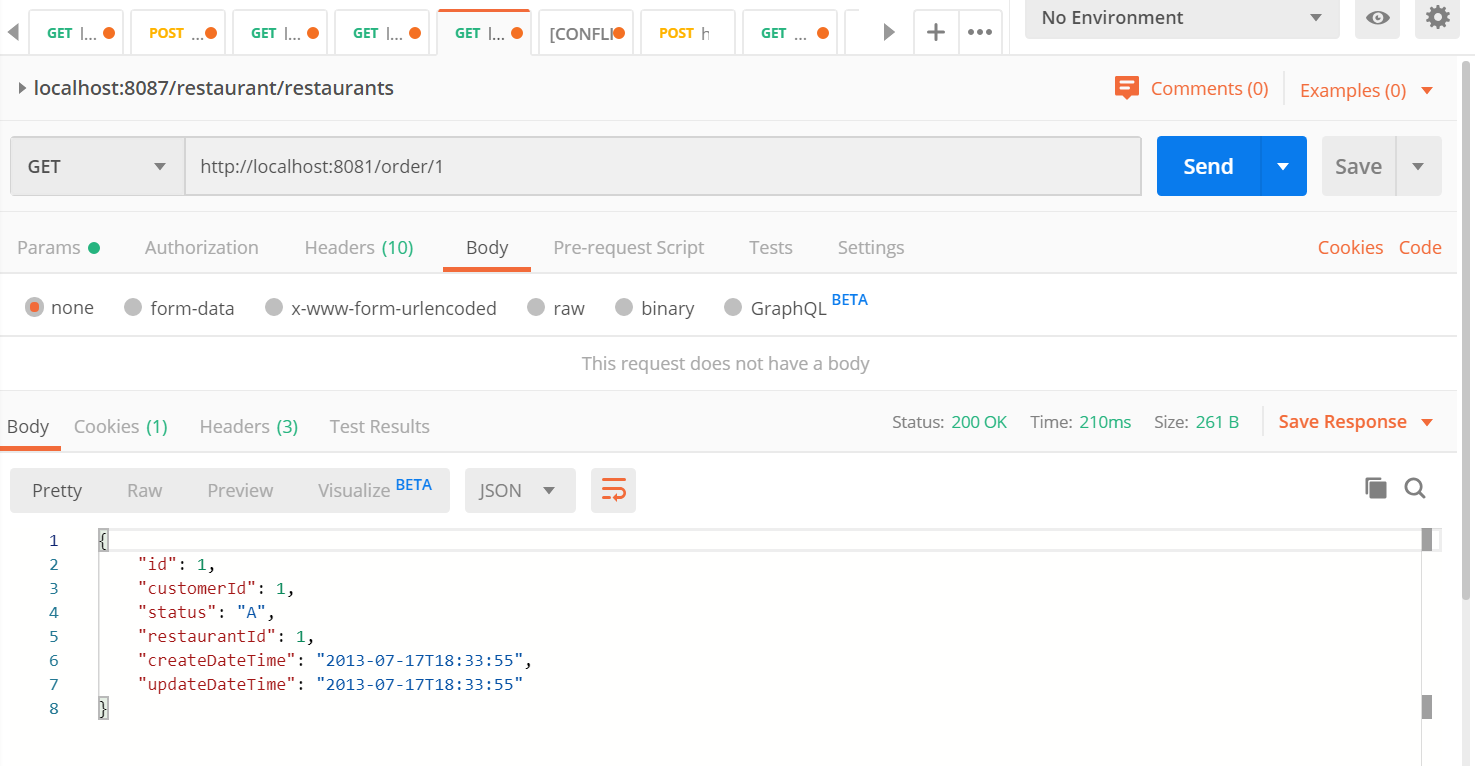 GET l... POST ... GET l... GET l... GET l... [CONFLI POST h GET ... No Environment
localhost:8087/restaurant/restaurants Comments (0) Examples (0)
GET http://localhost:8081/order/1 Send Save
Params Authorization Headers (10) Body Pre-request Script Tests Settings Cookies Code
none form-data x-www-form-urlencoded raw binary GraphQL BETA
This request does not have a body
Body Cookies (1) Headers (3) Test Results Status: 200 OK Time: 210ms Size: 261 B Save Response
Pretty Raw Preview Visualize BETA JSON
1 {
2 "id": 1,
3 "customerId": 1,
4 "status": "A",
5 "restaurantId": 1,
6 "createDateTime": "2013-07-17T18:33:55",
7 "updateDateTime": "2013-07-17T18:33:55"
8 }